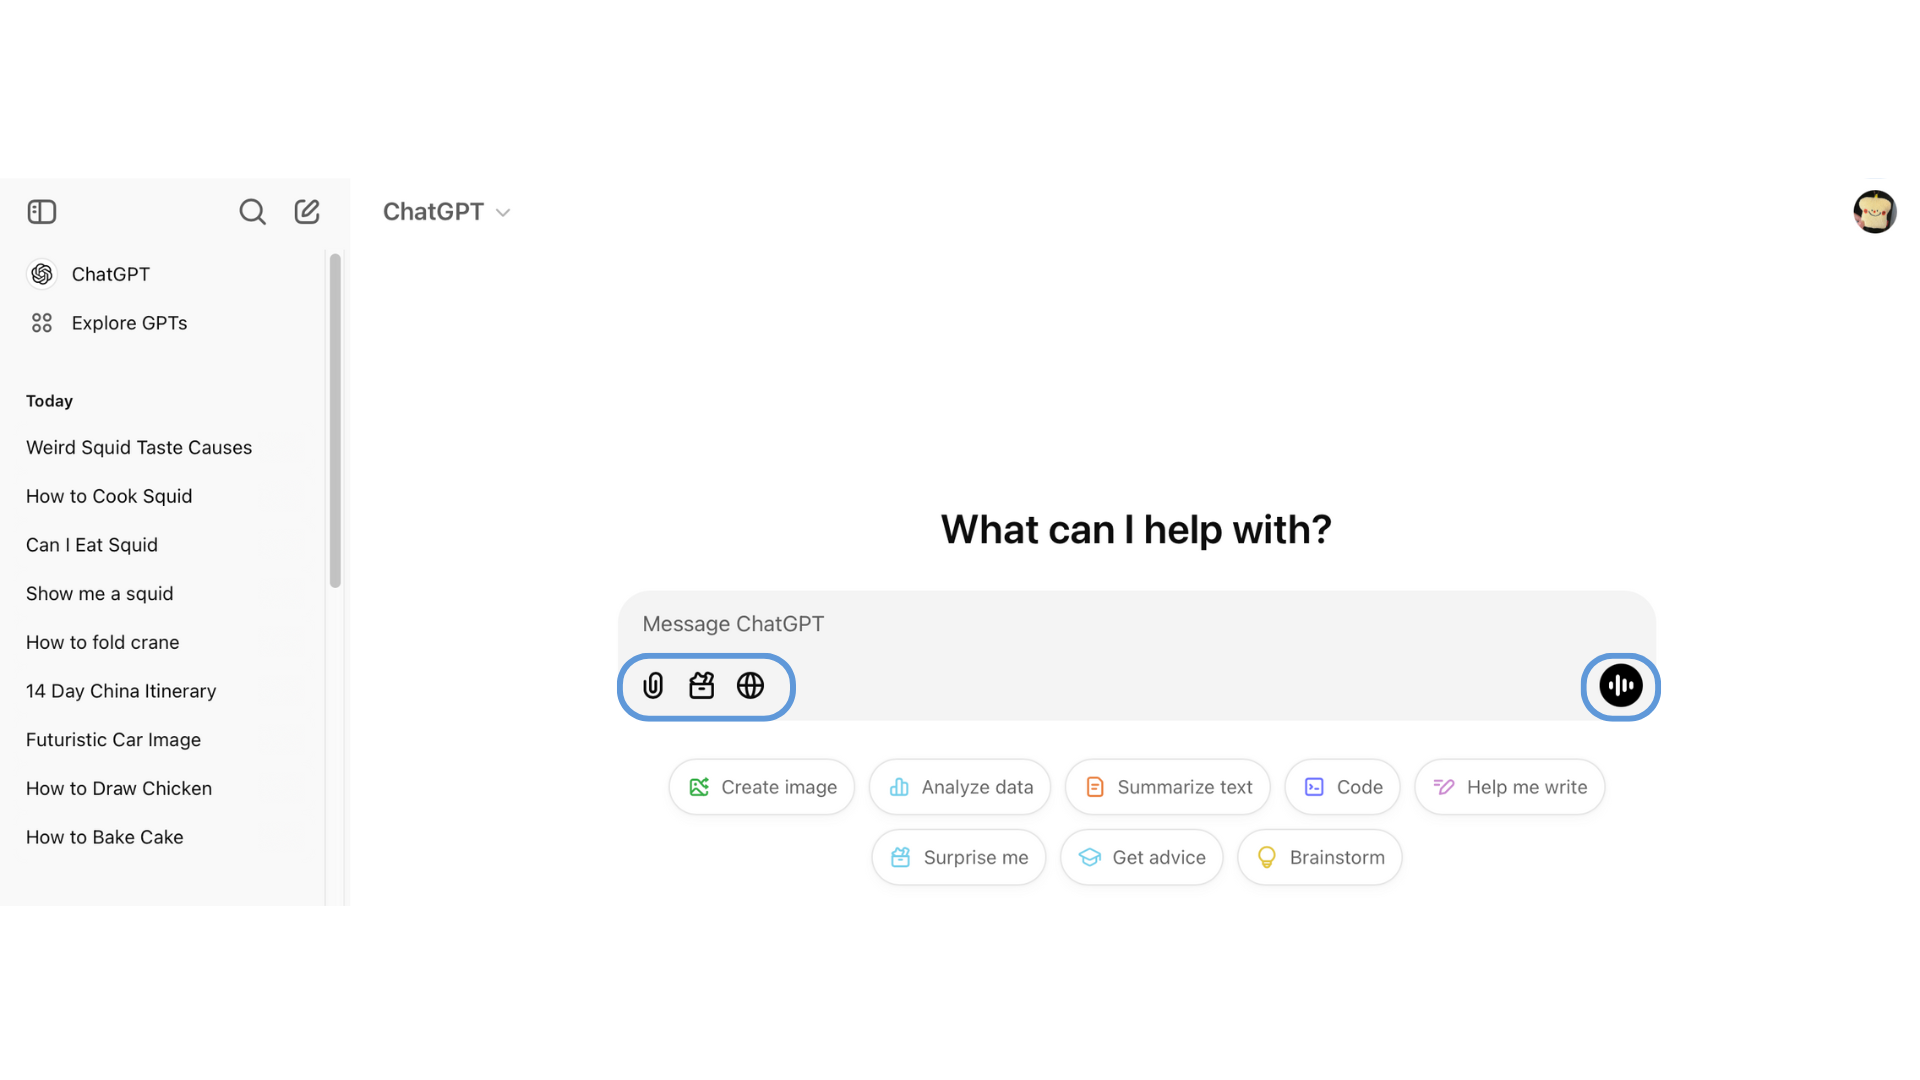 ChatGPT
ChatGPT
Explore GPTs
Today
Weird Squid Taste Causes
How to Cook Squid
Can I Eat Squid
Show me a squid
How to fold crane
14 Day China Itinerary
Futuristic Car Image
How to Draw Chicken
How to Bake Cake
What can I help with?
Message ChatGPT
Create image
Analyze data
Summarize text
Code
Help me write
Surprise me
Get advice
Brainstorm